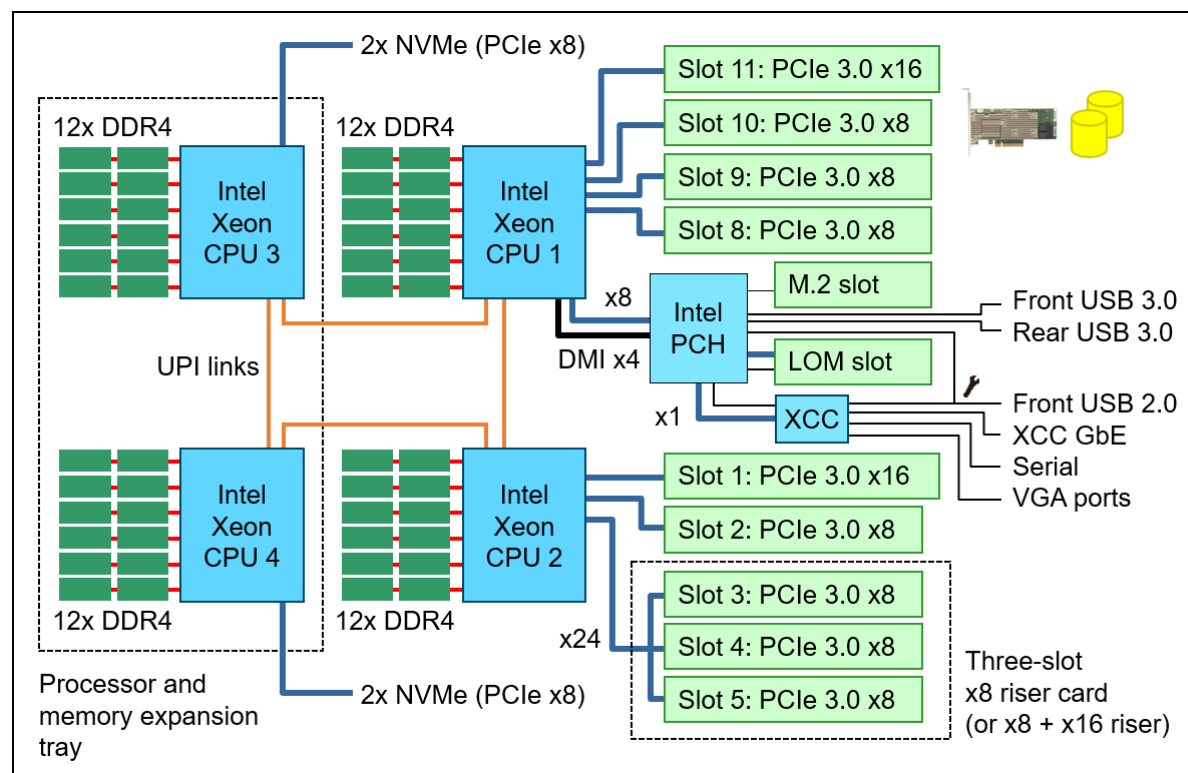 2x NVMe (PCIe x8)
12x DDR4
12x DDR4
Intel
Xeon
CPU 3
Intel
Xeon
CPU 1
Slot 11: PCIe 3.0 x16
Slot 10: PCIe 3.0 x8
Slot 9: PCIe 3.0 x8
Slot 8: PCIe 3.0 x8
x8
DMI x4
Intel
PCH
M.2 slot
LOM slot
Front USB 3.0
Rear USB 3.0
UPI links
x1
XCC
Front USB 2.0
XCC GbE
Serial
VGA ports
Intel
Xeon
CPU 4
Intel
Xeon
CPU 2
12x DDR4
12x DDR4
Slot 1: PCIe 3.0 x16
Slot 2: PCIe 3.0 x8
x24
Slot 3: PCIe 3.0 x8
Slot 4: PCIe 3.0 x8
Slot 5: PCIe 3.0 x8
Three-slot
x8 riser card
(or x8 + x16 riser)
2x NVMe (PCIe x8)
Processor and
memory expansion
tray